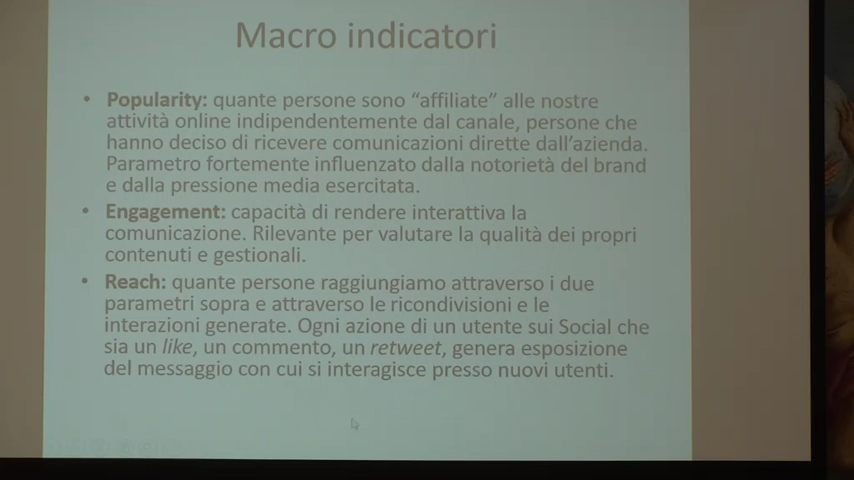 Macro indicatori
• Popularity: quante persone sono “affiliate” alle nostre
attività online indipendentemente dal canale, persone che
hanno deciso di ricevere comunicazioni dirette dall’azienda.
Parametro fortemente influenzato dalla notorietà del brand
e dalla pressione media esercitata.
• Engagement: capacità di rendere interattiva la
comunicazione. Rilevante per valutare la qualità dei propri
contenuti e gestionali.
• Reach: quante persone raggiungiamo attraverso i due
parametri sopra e attraverso le ricondivisioni e le
interazioni generate. Ogni azione di un utente sui Social che
sia un like, un commento, un retweet, genera esposizione
del messaggio con cui si interagisce presso nuovi utenti.